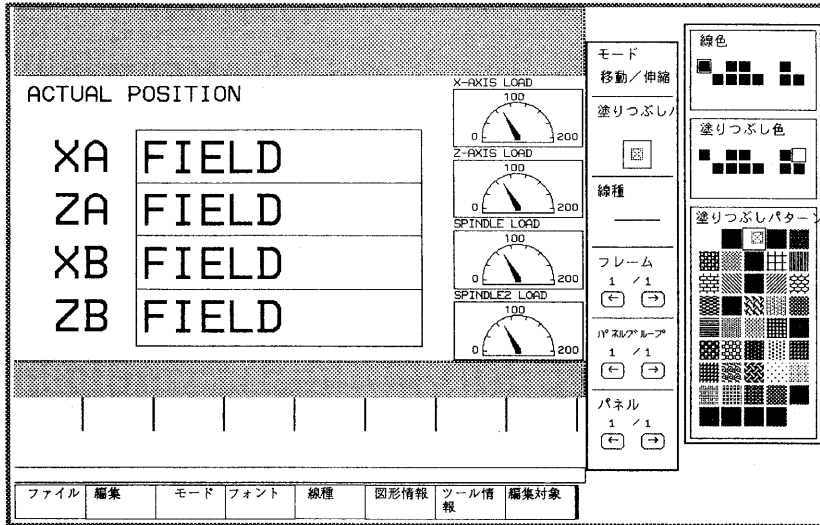 ACTUAL POSITION
XA FIELD
ZA FIELD
XB FIELD
ZB FIELD
X-AXIS LOAD
100
0 200
Z-AXIS LOAD
100
0 200
SPINDLE LOAD
100
0 200
SPINDLE2 LOAD
100
0 200
モード
移動／伸縮
塗りつぶしパ
線種
フレーム
1 ／1
← →
パネルグループ
1 ／1
← →
パネル
1 ／1
← →
線色
塗りつぶし色
塗りつぶしパターン
ファイル 編集 モード フォント 線種 図形情報 ツール情報 編集対象